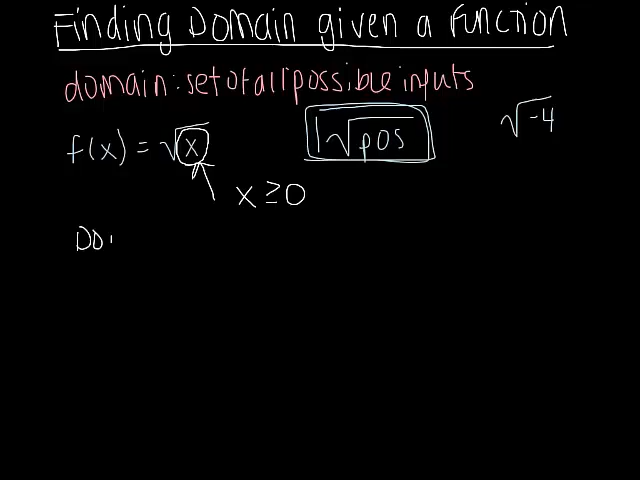 Finding Domain given a function
domain: set of all possible inputs
f(x) = √x √pos √-4
x ≥ 0
Do